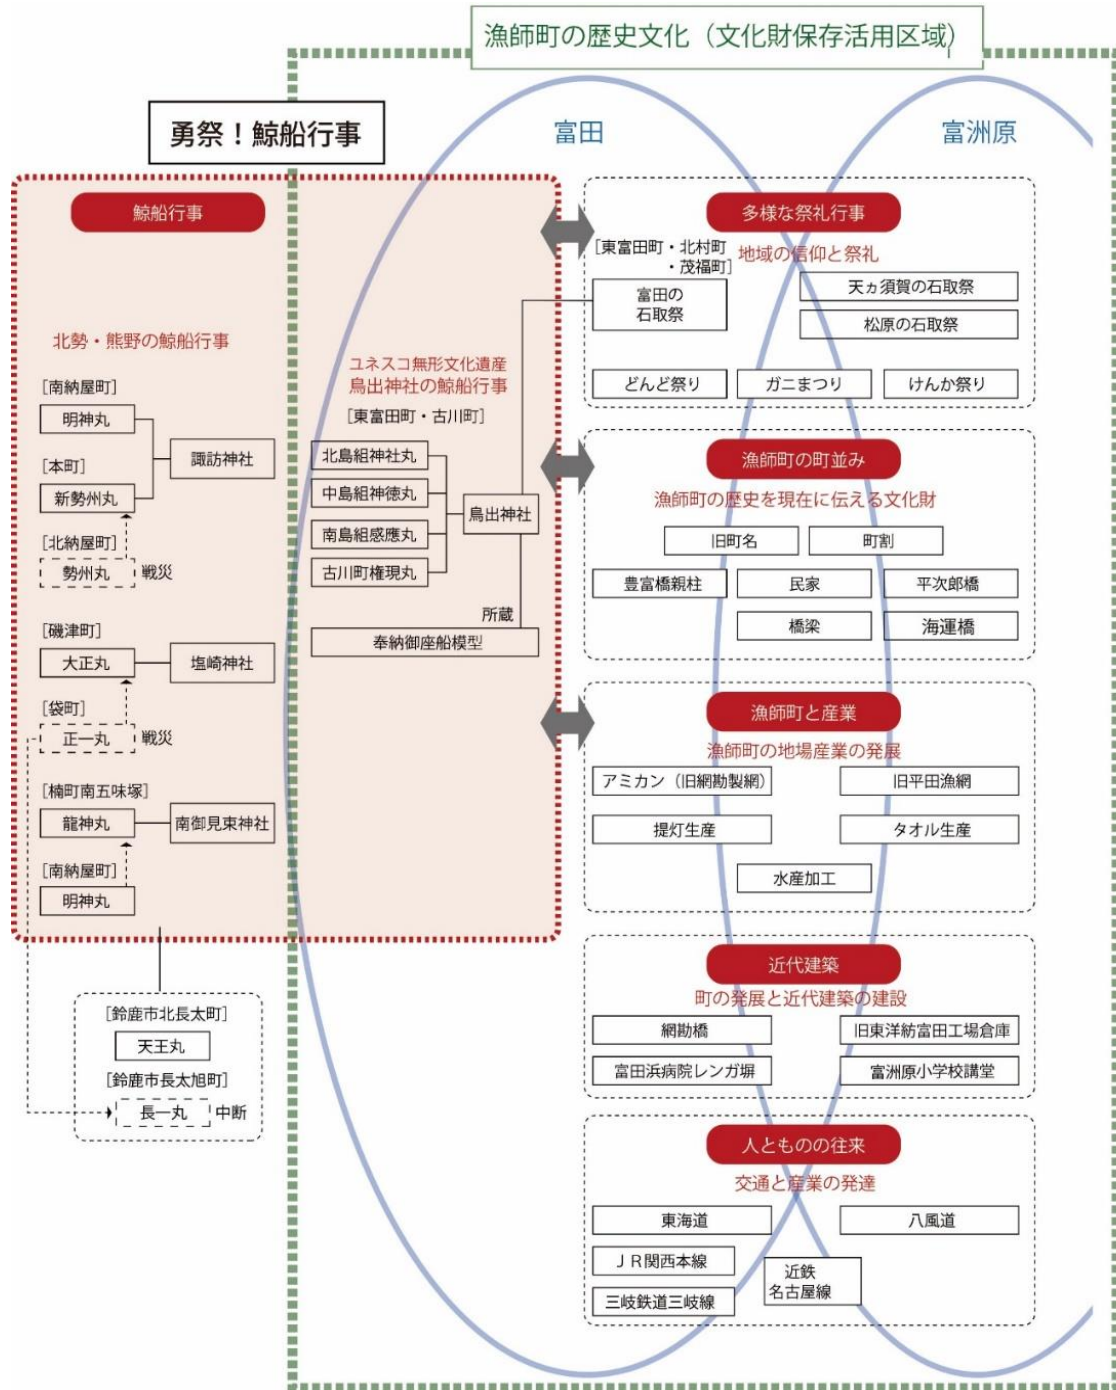 漁師町の歴史文化（文化財保存活用区域）
勇祭！鯨船行事
富田
富洲原
鯨船行事
北勢・熊野の鯨船行事
［南納屋町］
明神丸
諏訪神社
［本町］
新勢州丸
［北納屋町］
勢州丸
戦災
［磯津町］
大正丸
塩崎神社
［袋町］
正一丸
戦災
［楠町南五味塚］
龍神丸
南御見束神社
［南納屋町］
明神丸
［鈴鹿市北長太町］
天王丸
［鈴鹿市長太旭町］
長一丸
中断
ユネスコ無形文化遺産
鳥出神社の鯨船行事
［東富田町・古川町］
北島組神社丸
中島組神徳丸
南島組感應丸
古川町権現丸
鳥出神社
所蔵
奉納御座船模型
多様な祭礼行事
地域の信仰と祭礼
［東富田町・北村町
・茂福町］
富田の
石取祭
天ヵ須賀の石取祭
松原の石取祭
どんど祭り
ガニまつり
けんか祭り
漁師町の町並み
漁師町の歴史を現在に伝える文化財
旧町名
町割
豊富橋親柱
民家
平次郎橋
橋梁
海運橋
漁師町と産業
漁師町の地場産業の発展
アミカン（旧網勘製網）
旧平田漁網
提灯生産
タオル生産
水産加工
近代建築
町の発展と近代建築の建設
網勘橋
旧東洋紡富田工場倉庫
富田浜病院レンガ塀
富洲原小学校講堂
人とものの往来
交通と産業の発達
東海道
八風道
ＪＲ関西本線
近鉄
名古屋線
三岐鉄道三岐線